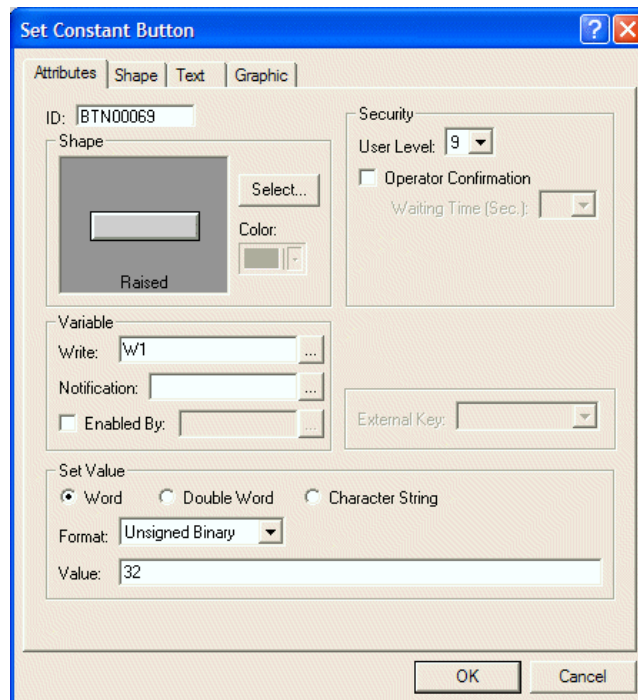 Set Constant Button
Attributes Shape Text Graphic
ID: BTN00069
Shape
Select...
Color:
Raised
Security
User Level: 9
Operator Confirmation
Waiting Time (Sec.):
Variable
Write: W1 ...
Notification: ...
Enabled By: ...
External Key:
Set Value
Word Double Word Character String
Format: Unsigned Binary
Value: 32
OK Cancel